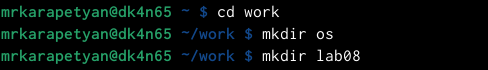 mrkarapetyan@dk4n65 ~ $ cd work
mrkarapetyan@dk4n65 ~/work $ mkdir os
mrkarapetyan@dk4n65 ~/work $ mkdir lab08